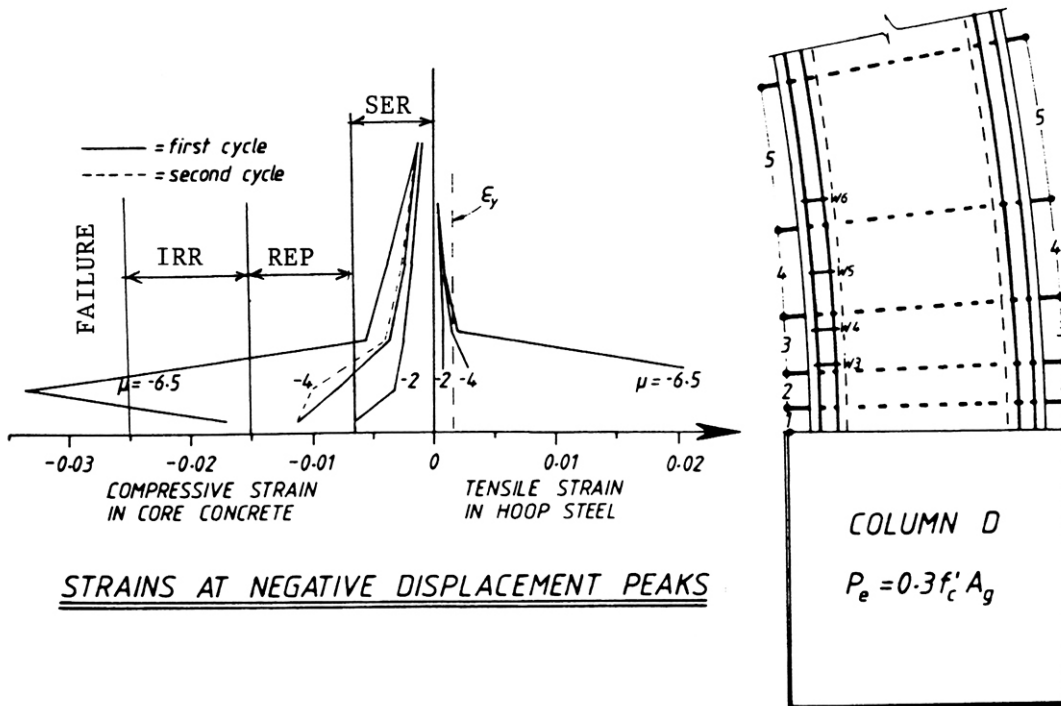 SER
= first cycle
= second cycle
εy
FAILURE
IRR
REP
μ = -6.5
-4
-2
-2
-4
μ = -6.5
-0.03
-0.02
-0.01
0
0.01
0.02
COMPRESSIVE STRAIN
IN CORE CONCRETE
TENSILE STRAIN
IN HOOP STEEL
STRAINS AT NEGATIVE DISPLACEMENT PEAKS
5
5
W6
4
4
W5
W4
3
W3
2
1
COLUMN D
Pe = 0.3f'c Ag